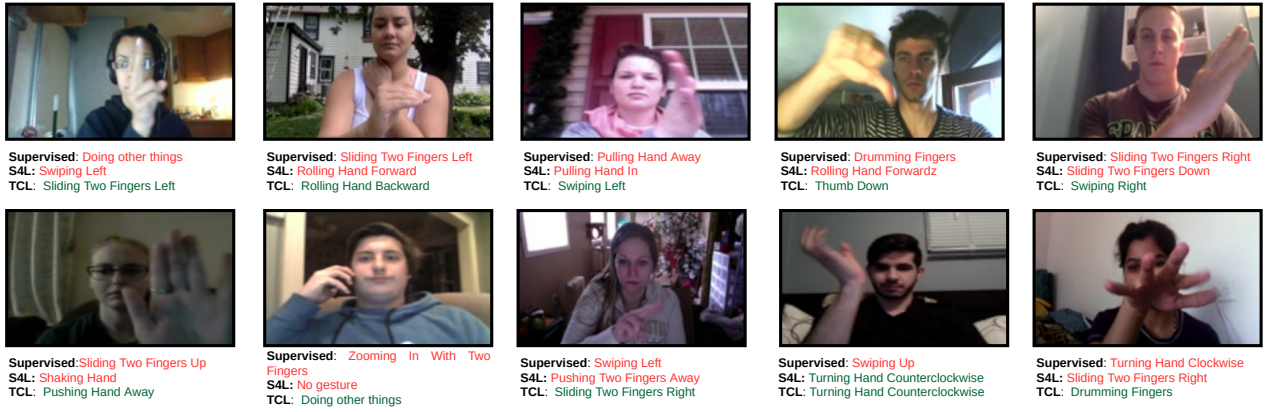 Supervised: Doing other things
S4L: Swiping Left
TCL: Sliding Two Fingers Left
Supervised: Sliding Two Fingers Left
S4L: Rolling Hand Forward
TCL: Rolling Hand Backward
Supervised: Pulling Hand Away
S4L: Pulling Hand In
TCL: Swiping Left
Supervised: Drumming Fingers
S4L: Rolling Hand Forwardz
TCL: Thumb Down
Supervised: Sliding Two Fingers Right
S4L: Sliding Two Fingers Down
TCL: Swiping Right
Supervised:Sliding Two Fingers Up
S4L: Shaking Hand
TCL: Pushing Hand Away
Supervised: Zooming In With Two
Fingers
S4L: No gesture
TCL: Doing other things
Supervised: Swiping Left
S4L: Pushing Two Fingers Away
TCL: Sliding Two Fingers Right
Supervised: Swiping Up
S4L: Turning Hand Counterclockwise
TCL: Turning Hand Counterclockwise
Supervised: Turning Hand Clockwise
S4L: Sliding Two Fingers Right
TCL: Drumming Fingers